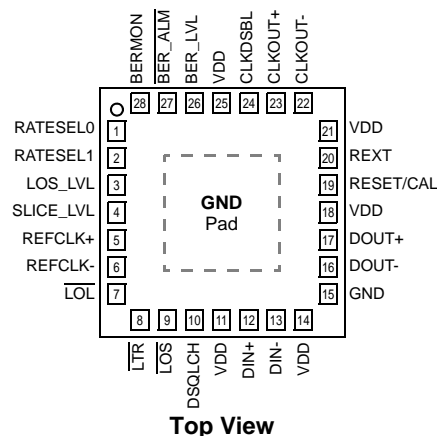 BERMON
BER_ALM
BER_LVL
VDD
CLKDSBL
CLKOUT+
CLKOUT-
28 27 26 25 24 23 22
RATESEL0 1
RATESEL1 2
LOS_LVL 3
SLICE_LVL 4
REFCLK+ 5
REFCLK- 6
LOL 7
GND
Pad
21 VDD
20 REXT
19 RESET/CAL
18 VDD
17 DOUT+
16 DOUT-
15 GND
8 9 10 11 12 13 14
LTR
LOS
DSQLCH
VDD
DIN+
DIN-
VDD
Top View